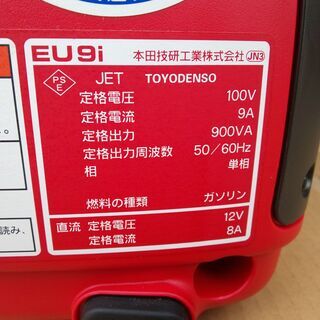 EU9i 本田技研工業株式会社 JN3
PS
E JET TOYODENSO
定格電圧 100V
定格電流 9A
定格出力 900VA
定格出力周波数 50/60Hz
相 単相
燃料の種類 ガソリン
直流 定格電圧 12V
定格電流 8A
。
読み、